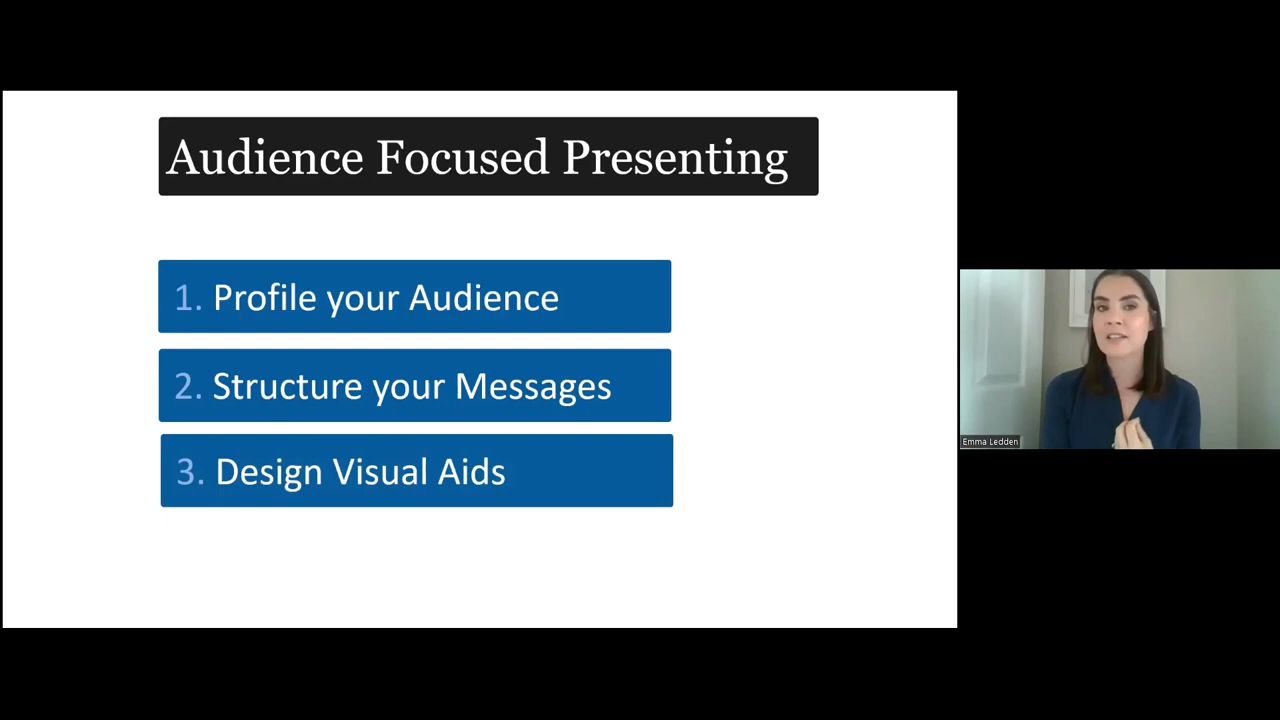 Audience Focused Presenting
1. Profile your Audience
2. Structure your Messages
3. Design Visual Aids
Emma Ledden